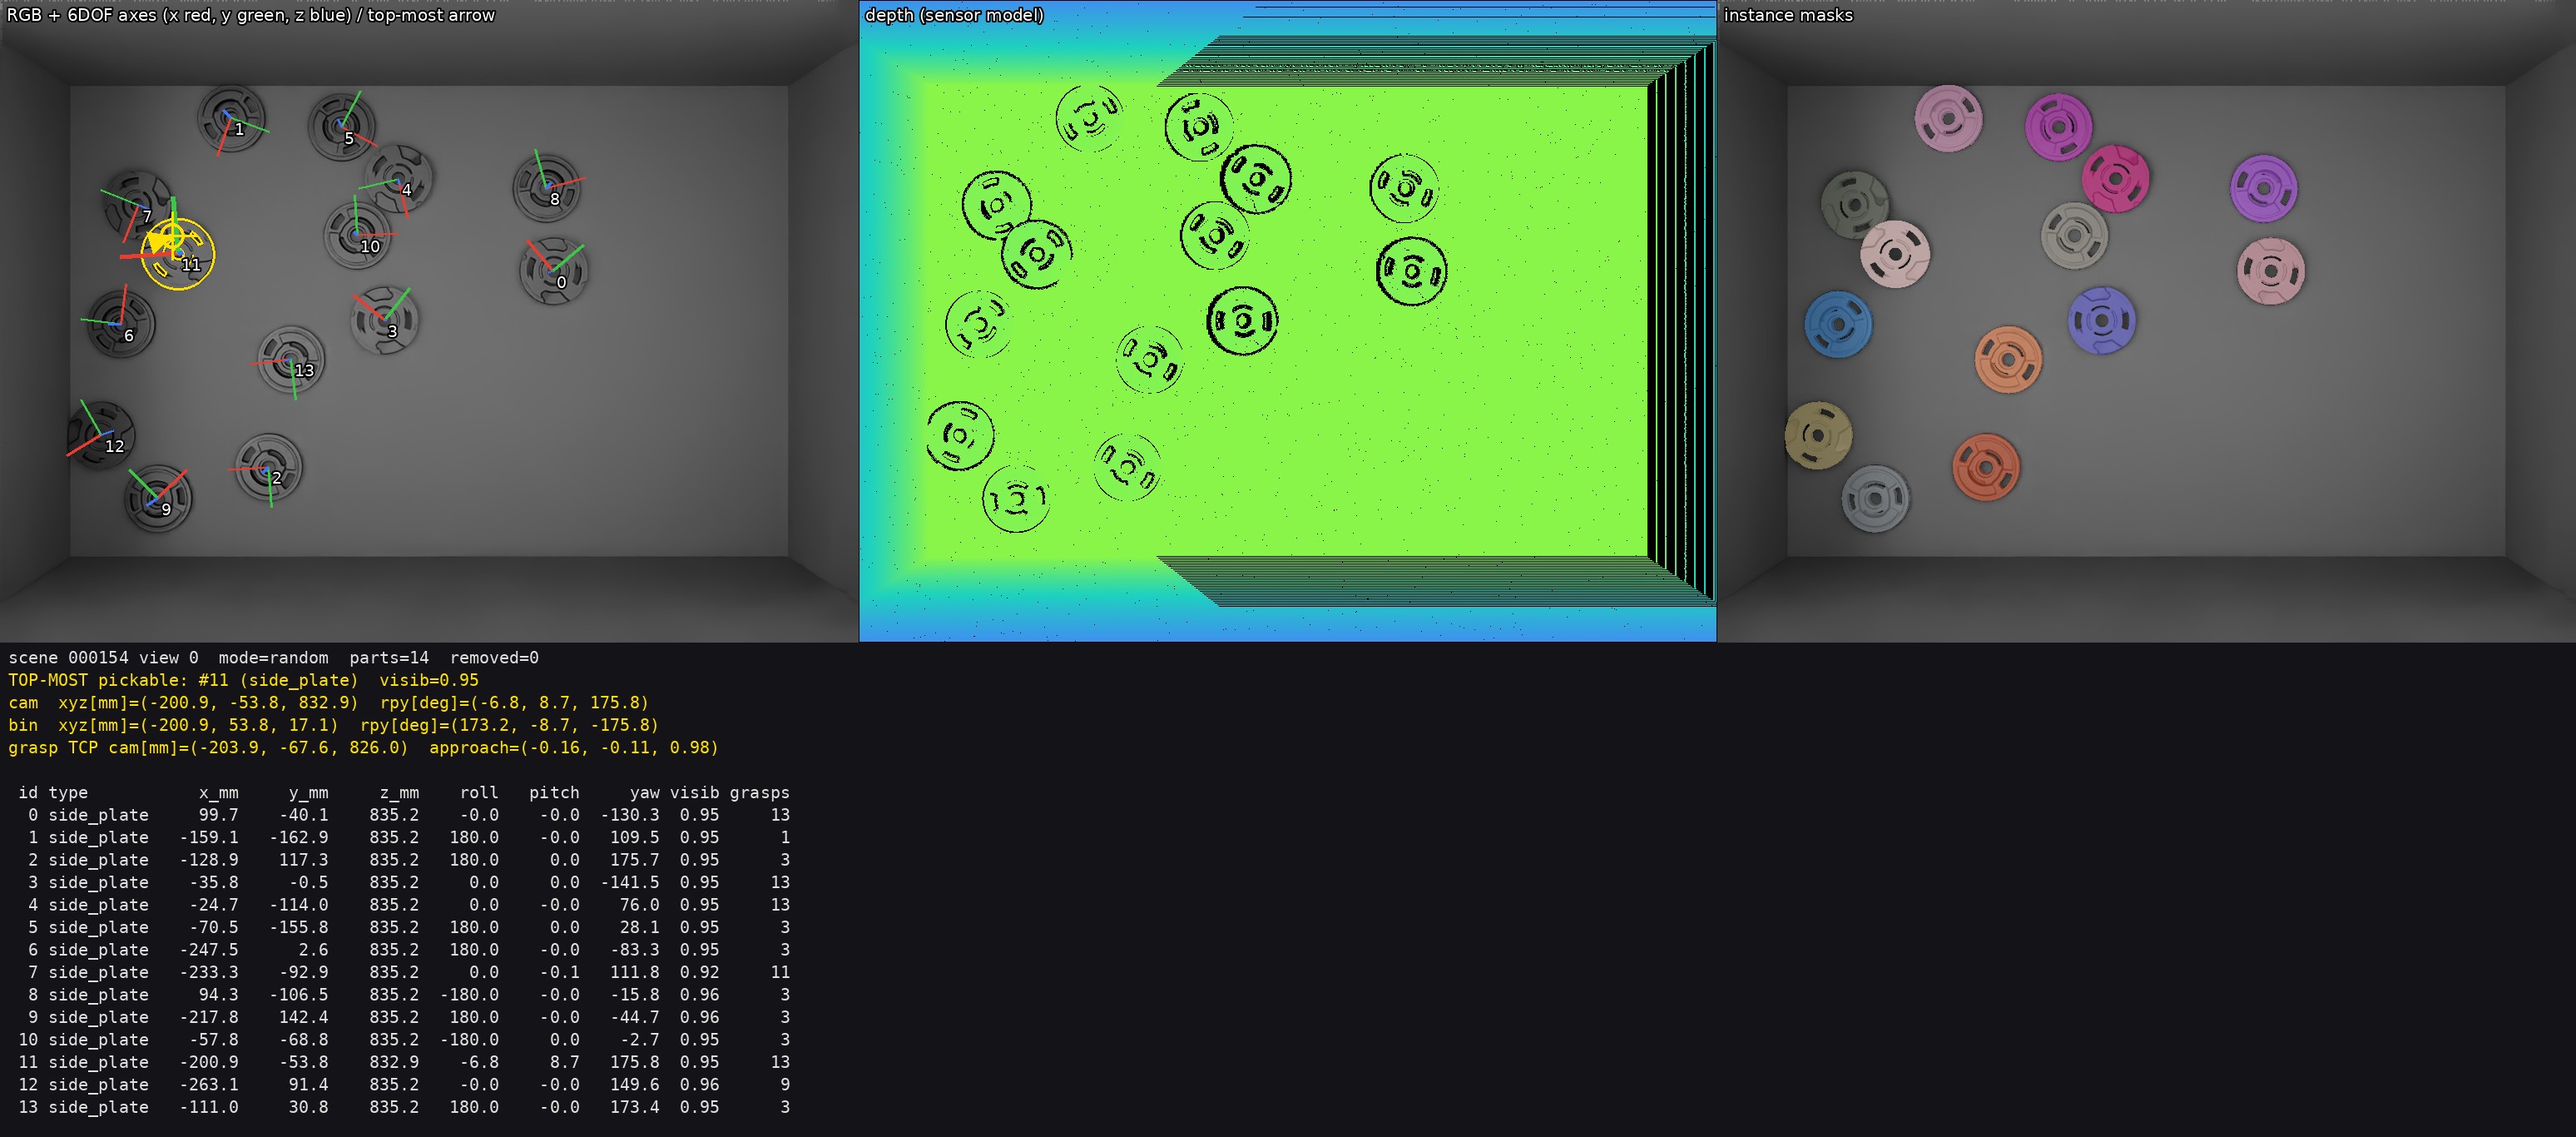 RGB + 6DOF axes (x red, y green, z blue) / top-most arrow
depth (sensor model)
instance masks
1
5
4
8
7
10
11
0
6
3
13
12
2
9
scene 000154 view 0  mode=random  parts=14  removed=0
TOP-MOST pickable: #11 (side_plate)  visib=0.95
cam  xyz[mm]=(-200.9, -53.8, 832.9)  rpy[deg]=(-6.8, 8.7, 175.8)
bin  xyz[mm]=(-200.9, 53.8, 17.1)  rpy[deg]=(173.2, -8.7, -175.8)
grasp TCP cam[mm]=(-203.9, -67.6, 826.0)  approach=(-0.16, -0.11, 0.98)
id type x_mm y_mm z_mm roll pitch yaw visib grasps
0 side_plate 99.7 -40.1 835.2 -0.0 -0.0 -130.3 0.95 13
1 side_plate -159.1 -162.9 835.2 180.0 -0.0 109.5 0.95 1
2 side_plate -128.9 117.3 835.2 180.0 0.0 175.7 0.95 3
3 side_plate -35.8 -0.5 835.2 0.0 0.0 -141.5 0.95 13
4 side_plate -24.7 -114.0 835.2 0.0 -0.0 76.0 0.95 13
5 side_plate -70.5 -155.8 835.2 180.0 0.0 28.1 0.95 3
6 side_plate -247.5 2.6 835.2 180.0 -0.0 -83.3 0.95 3
7 side_plate -233.3 -92.9 835.2 0.0 -0.1 111.8 0.92 11
8 side_plate 94.3 -106.5 835.2 -180.0 -0.0 -15.8 0.96 3
9 side_plate -217.8 142.4 835.2 180.0 -0.0 -44.7 0.96 3
10 side_plate -57.8 -68.8 835.2 -180.0 0.0 -2.7 0.95 3
11 side_plate -200.9 -53.8 832.9 -6.8 8.7 175.8 0.95 13
12 side_plate -263.1 91.4 835.2 -0.0 -0.0 149.6 0.96 9
13 side_plate -111.0 30.8 835.2 180.0 -0.0 173.4 0.95 3